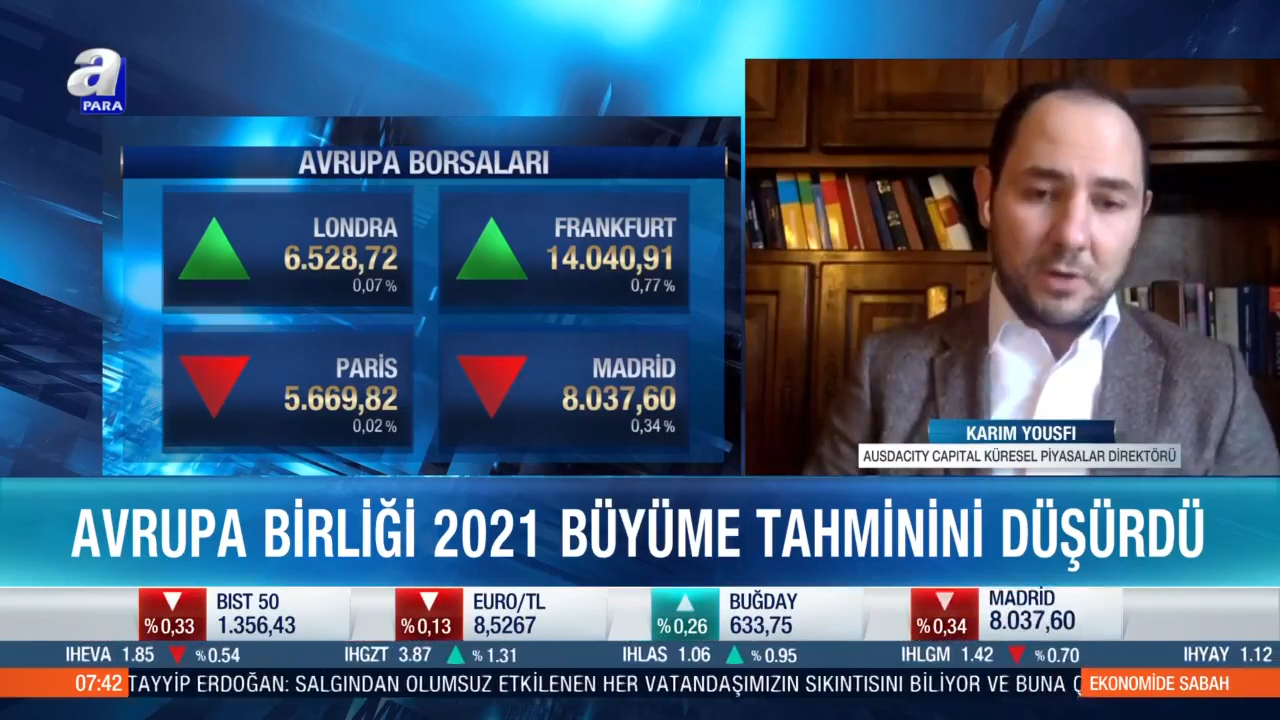 a
PARA
AVRUPA BORSALARI
LONDRA
6.528,72
0,07 %
FRANKFURT
14.040,91
0,77 %
PARİS
5.669,82
0,02 %
MADRİD
8.037,60
0,34 %
KARIM YOUSFI
AUSDACITY CAPITAL KÜRESEL PİYASALAR DİREKTÖRÜ
AVRUPA BİRLİĞİ 2021 BÜYÜME TAHMİNİNİ DÜŞÜRDÜ
% 0,33 BIST 50 1.356,43
% 0,13 EURO/TL 8,5267
% 0,26 BUĞDAY 633,75
% 0,34 MADRİD 8.037,60
IHEVA 1.85 % 0.54 IHGZT 3.87 % 1.31 IHLAS 1.06 % 0.95 IHLGM 1.42 % 0.70 IHYAY 1.12
07:42 TAYYIP ERDOĞAN: SALGINDAN OLUMSUZ ETKİLENEN HER VATANDAŞIMIZIN SIKINTISINI BİLİYOR VE BUNA Ç EKONOMİDE SABAH